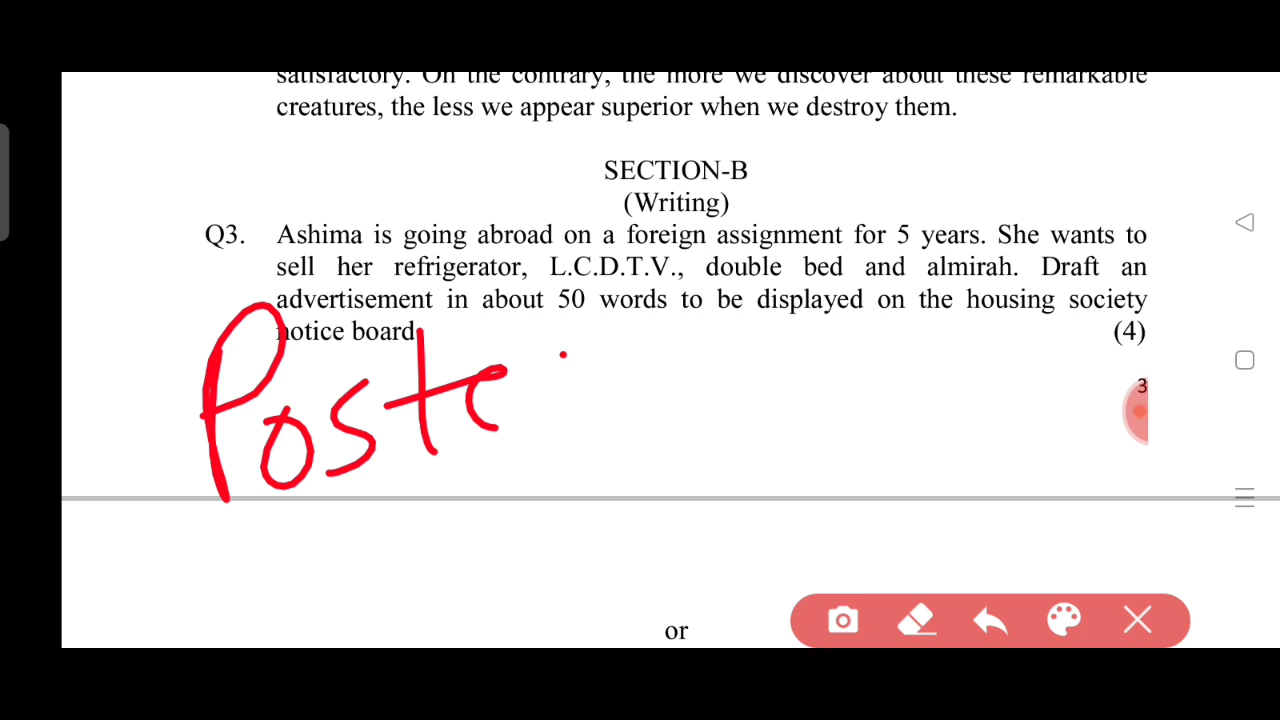 satisfactory. On the contrary, the more we discover about these remarkable
creatures, the less we appear superior when we destroy them.
SECTION-B
(Writing)
Q3. Ashima is going abroad on a foreign assignment for 5 years. She wants to
sell her refrigerator, L.C.D.T.V., double bed and almirah. Draft an
advertisement in about 50 words to be displayed on the housing society
notice board. (4)
Poste
3
or